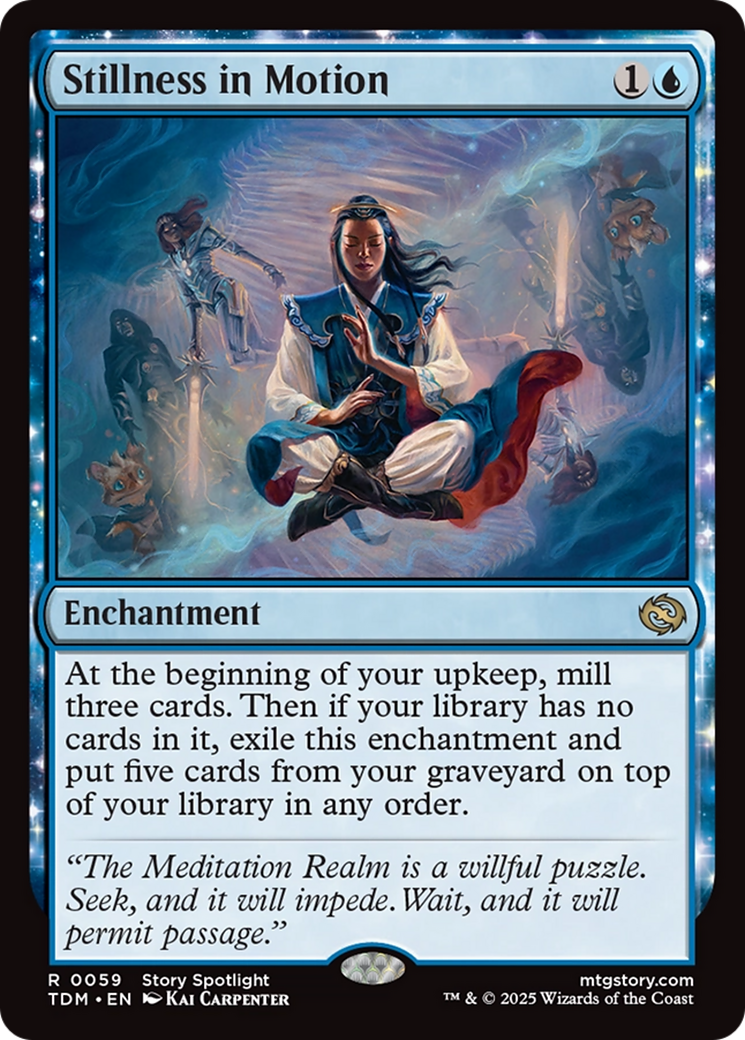 Stillness in Motion 1
Enchantment
At the beginning of your upkeep, mill
three cards. Then if your library has no
cards in it, exile this enchantment and
put five cards from your graveyard on top
of your library in any order.
“The Meditation Realm is a willful puzzle.
Seek, and it will impede. Wait, and it will
permit passage.”
R 0059 Story Spotlight mtgstory.com
TDM • EN Kai Carpenter ™ & © 2025 Wizards of the Coast